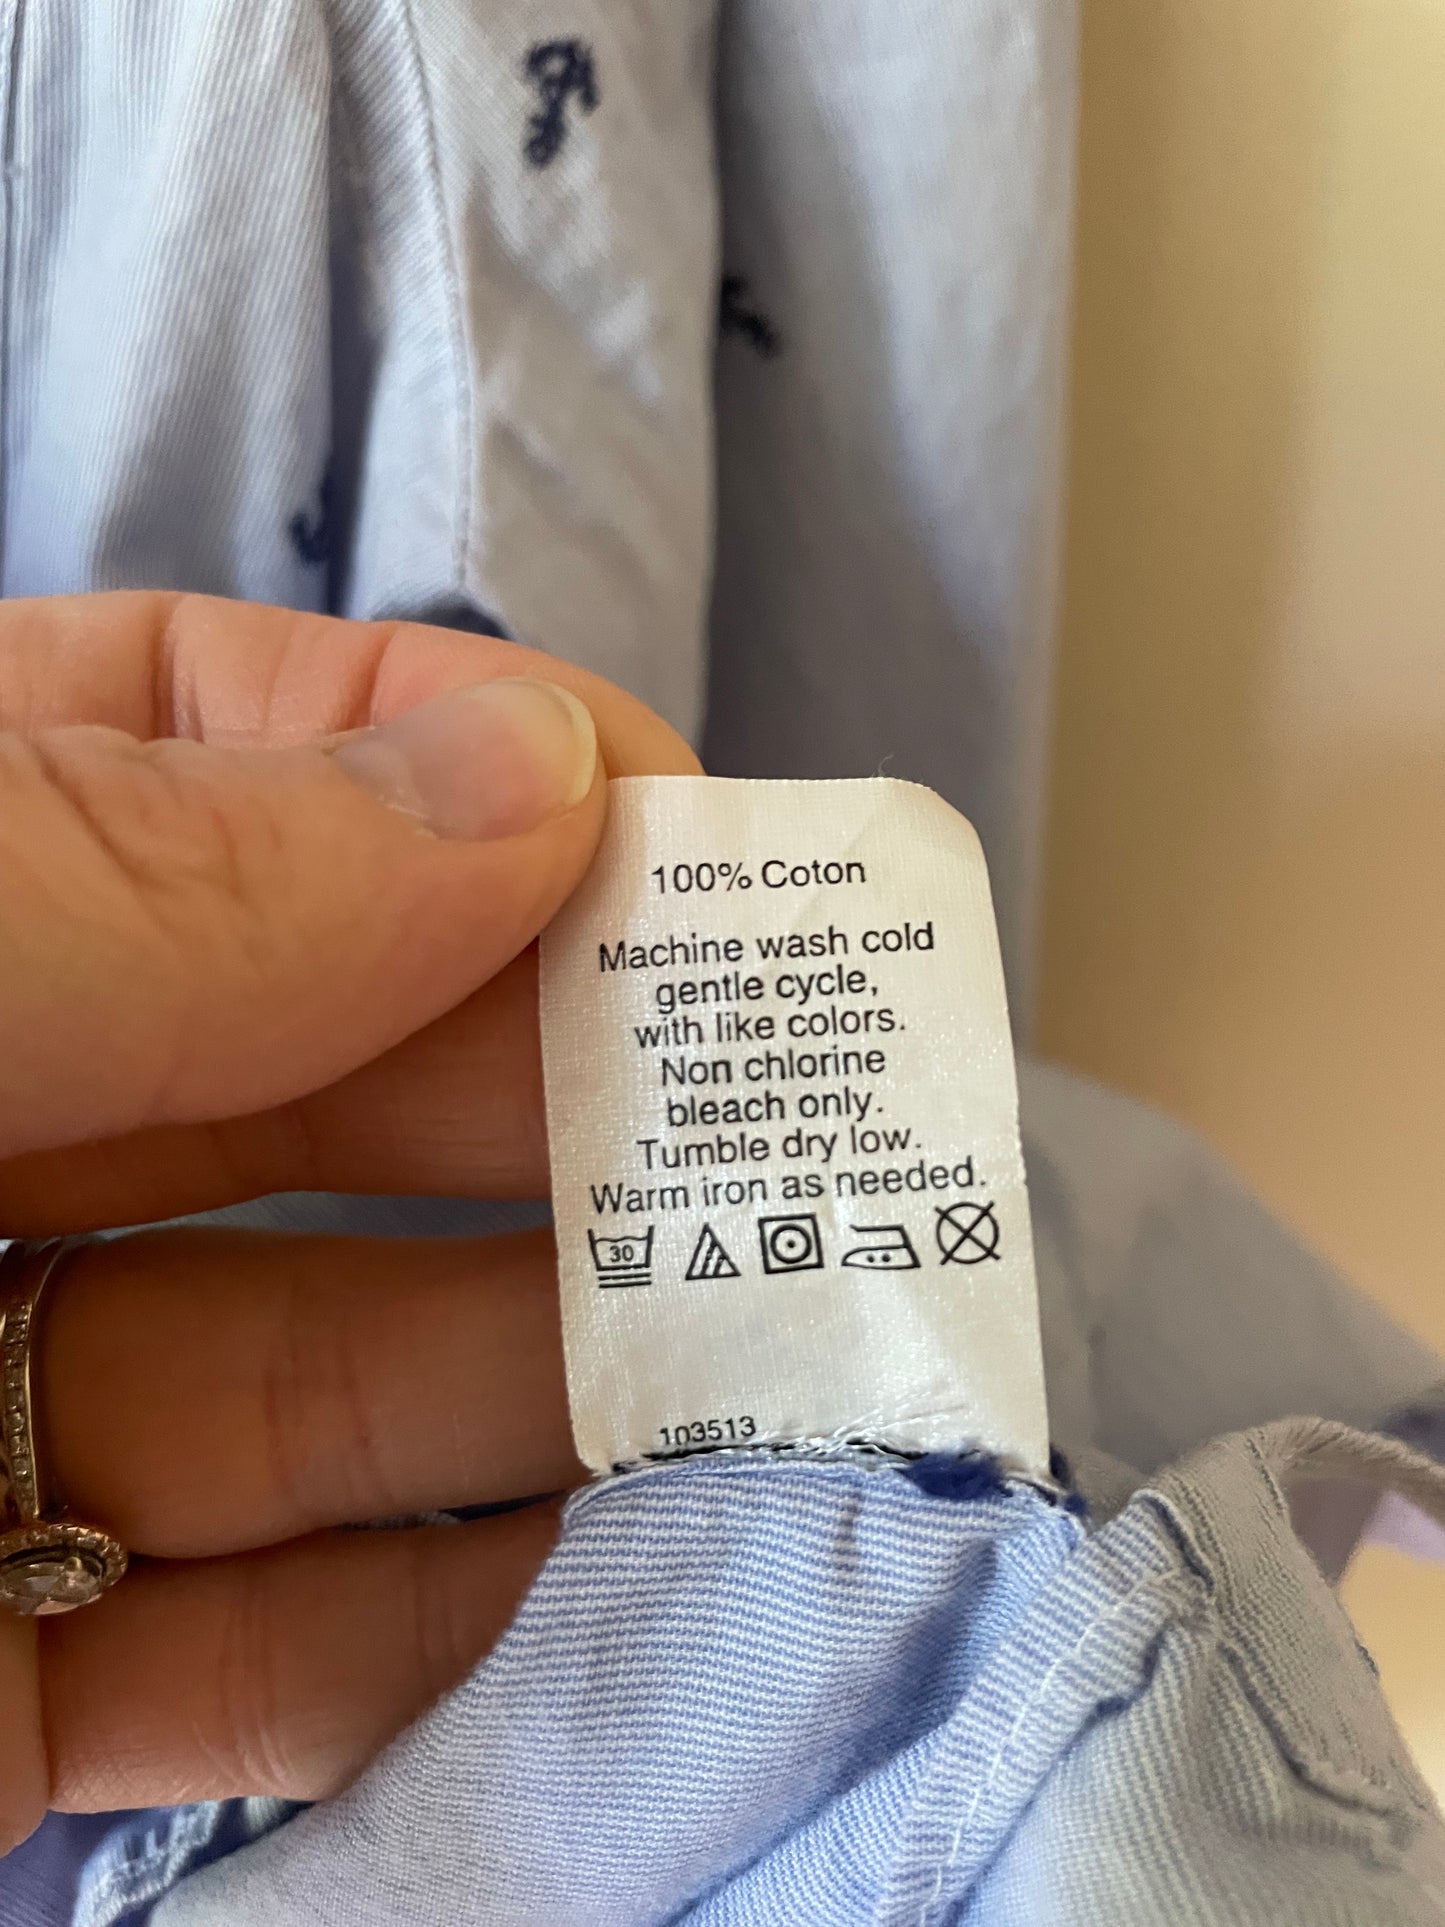 100% Coton
Machine wash cold
gentle cycle,
with like colors.
Non chlorine
bleach only.
Tumble dry low.
Warm iron as needed.
30
103513